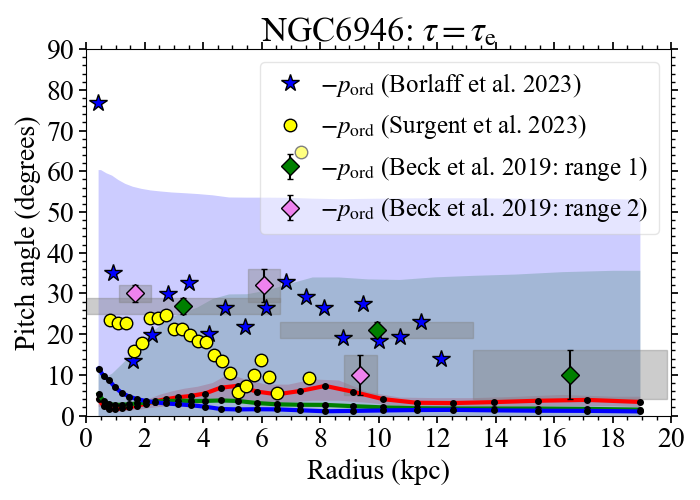 NGC6946: τ = τe
90
80
70
60
50
40
30
20
10
0
Pitch angle (degrees)
−pord (Borlaff et al. 2023)
−pord (Surgent et al. 2023)
−pord (Beck et al. 2019: range 1)
−pord (Beck et al. 2019: range 2)
0 2 4 6 8 10 12 14 16 18 20
Radius (kpc)